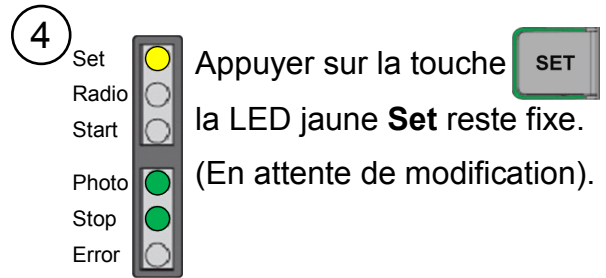 4
Set
Radio
Start
Photo
Stop
Error
Appuyer sur la touche SET
la LED jaune Set reste fixe.
(En attente de modification).